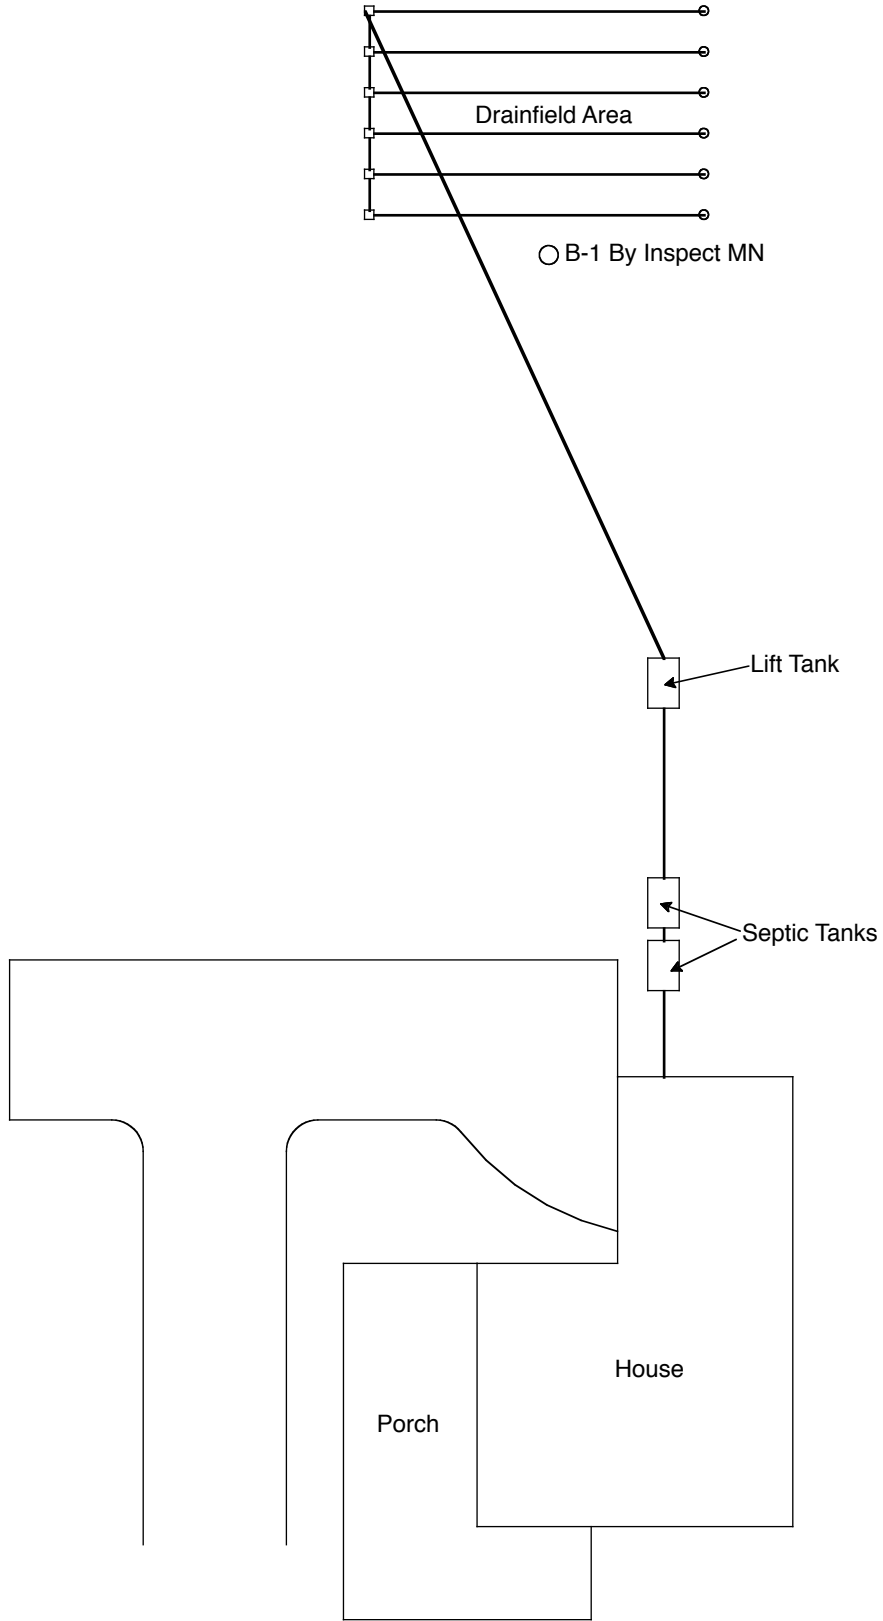 Drainfield Area
B-1 By Inspect MN
Lift Tank
Septic Tanks
House
Porch